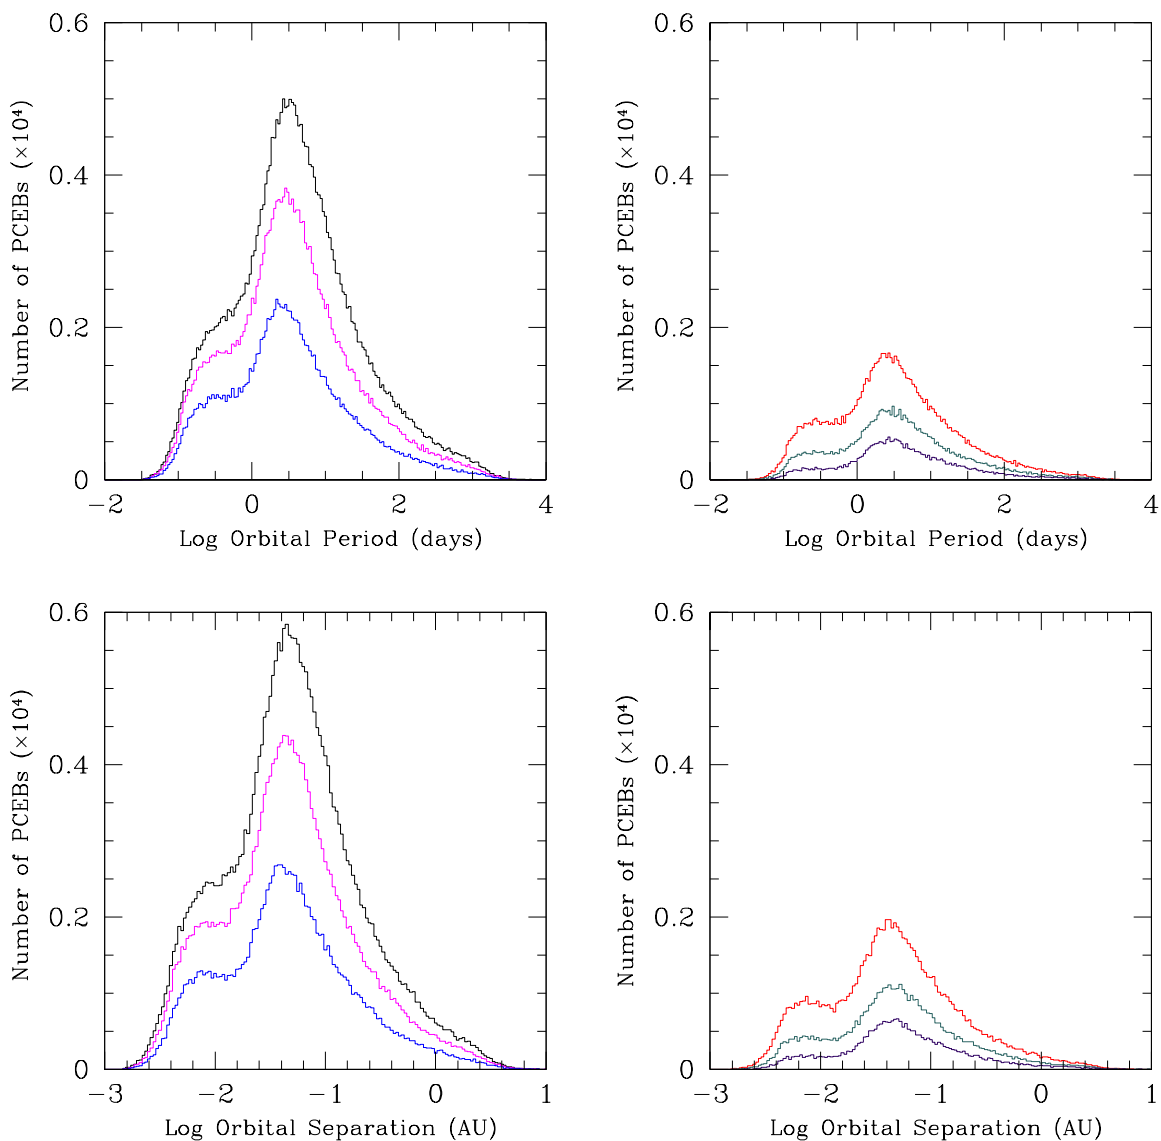 0.6
0.4
0.2
0
Number of PCEBs (×10⁴)
−2 0 2 4
Log Orbital Period (days)
0.6
0.4
0.2
0
Number of PCEBs (×10⁴)
−2 0 2 4
Log Orbital Period (days)
0.6
0.4
0.2
0
Number of PCEBs (×10⁴)
−3 −2 −1 0 1
Log Orbital Separation (AU)
0.6
0.4
0.2
0
Number of PCEBs (×10⁴)
−3 −2 −1 0 1
Log Orbital Separation (AU)